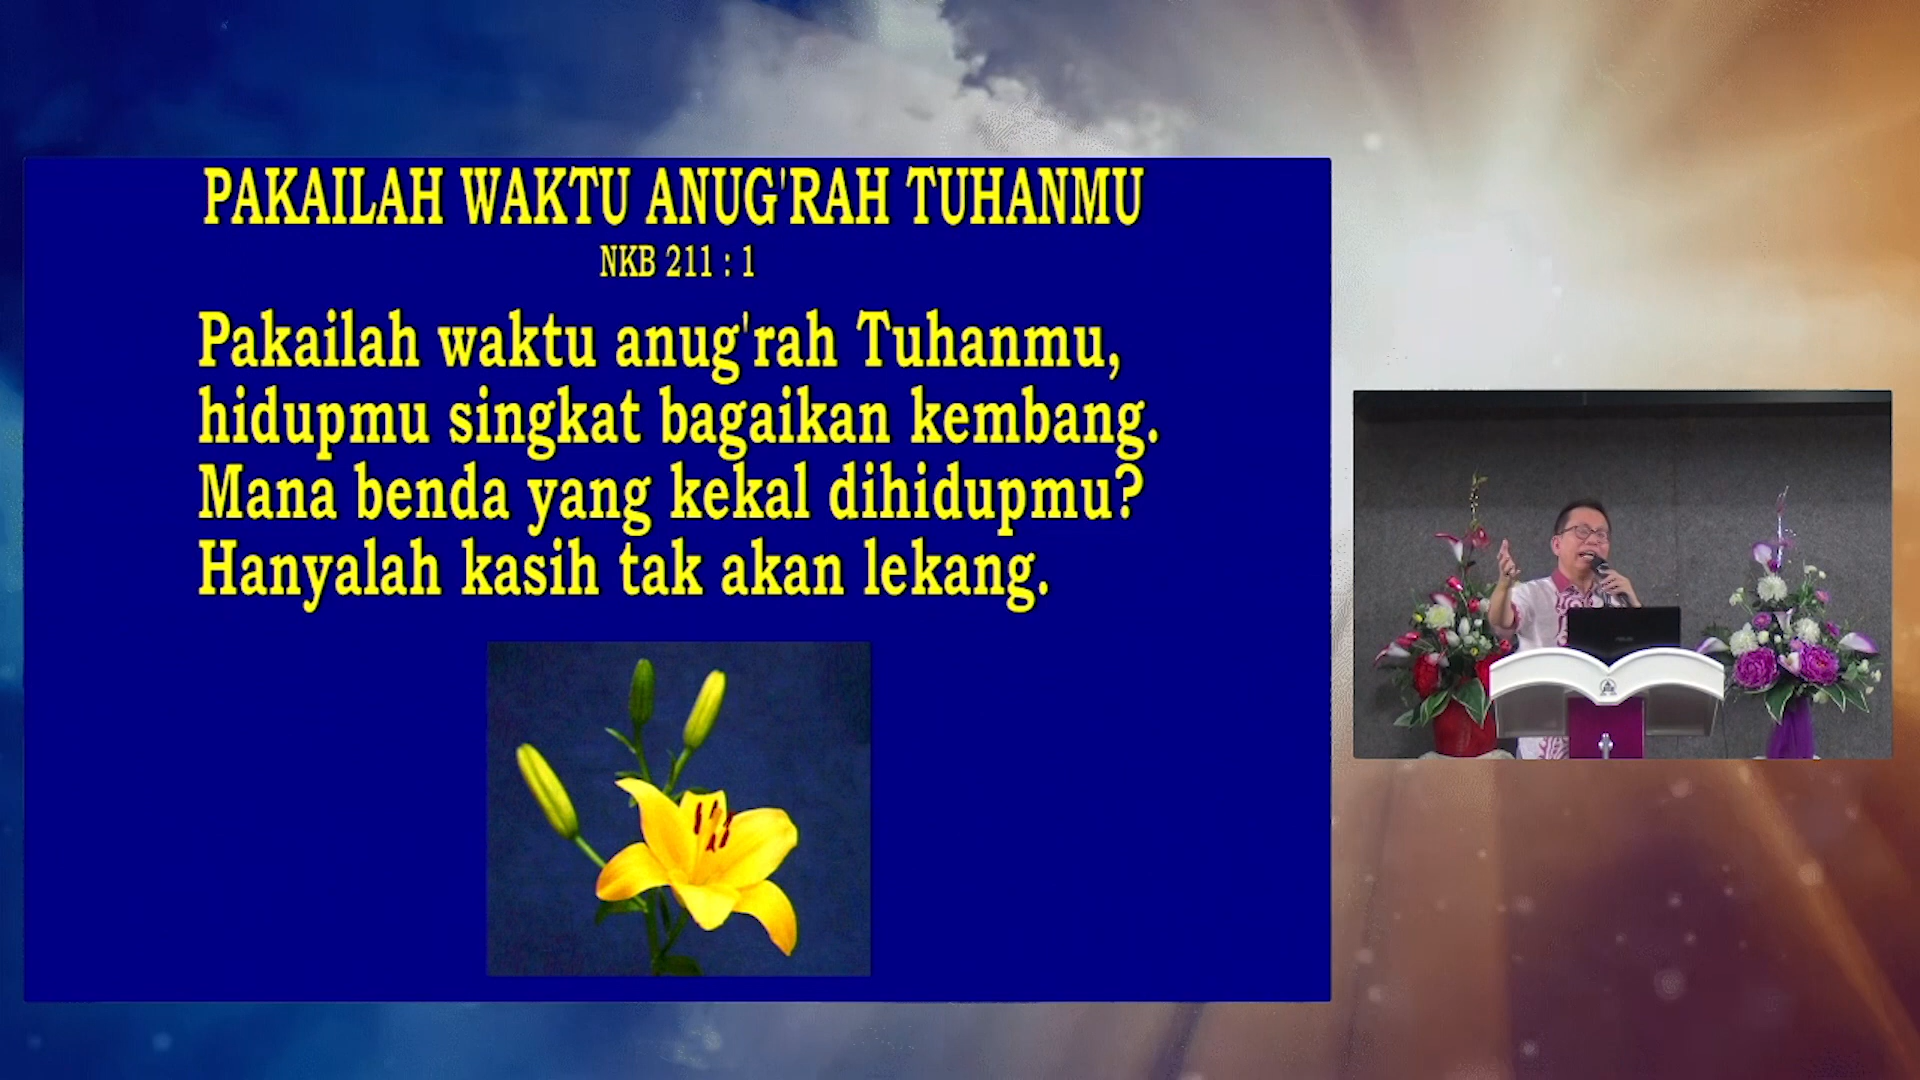 PAKAILAH WAKTU ANUG'RAH TUHANMU
NKB 211 : 1
Pakailah waktu anug'rah Tuhanmu,
hidupmu singkat bagaikan kembang.
Mana benda yang kekal dihidupmu?
Hanyalah kasih tak akan lekang.